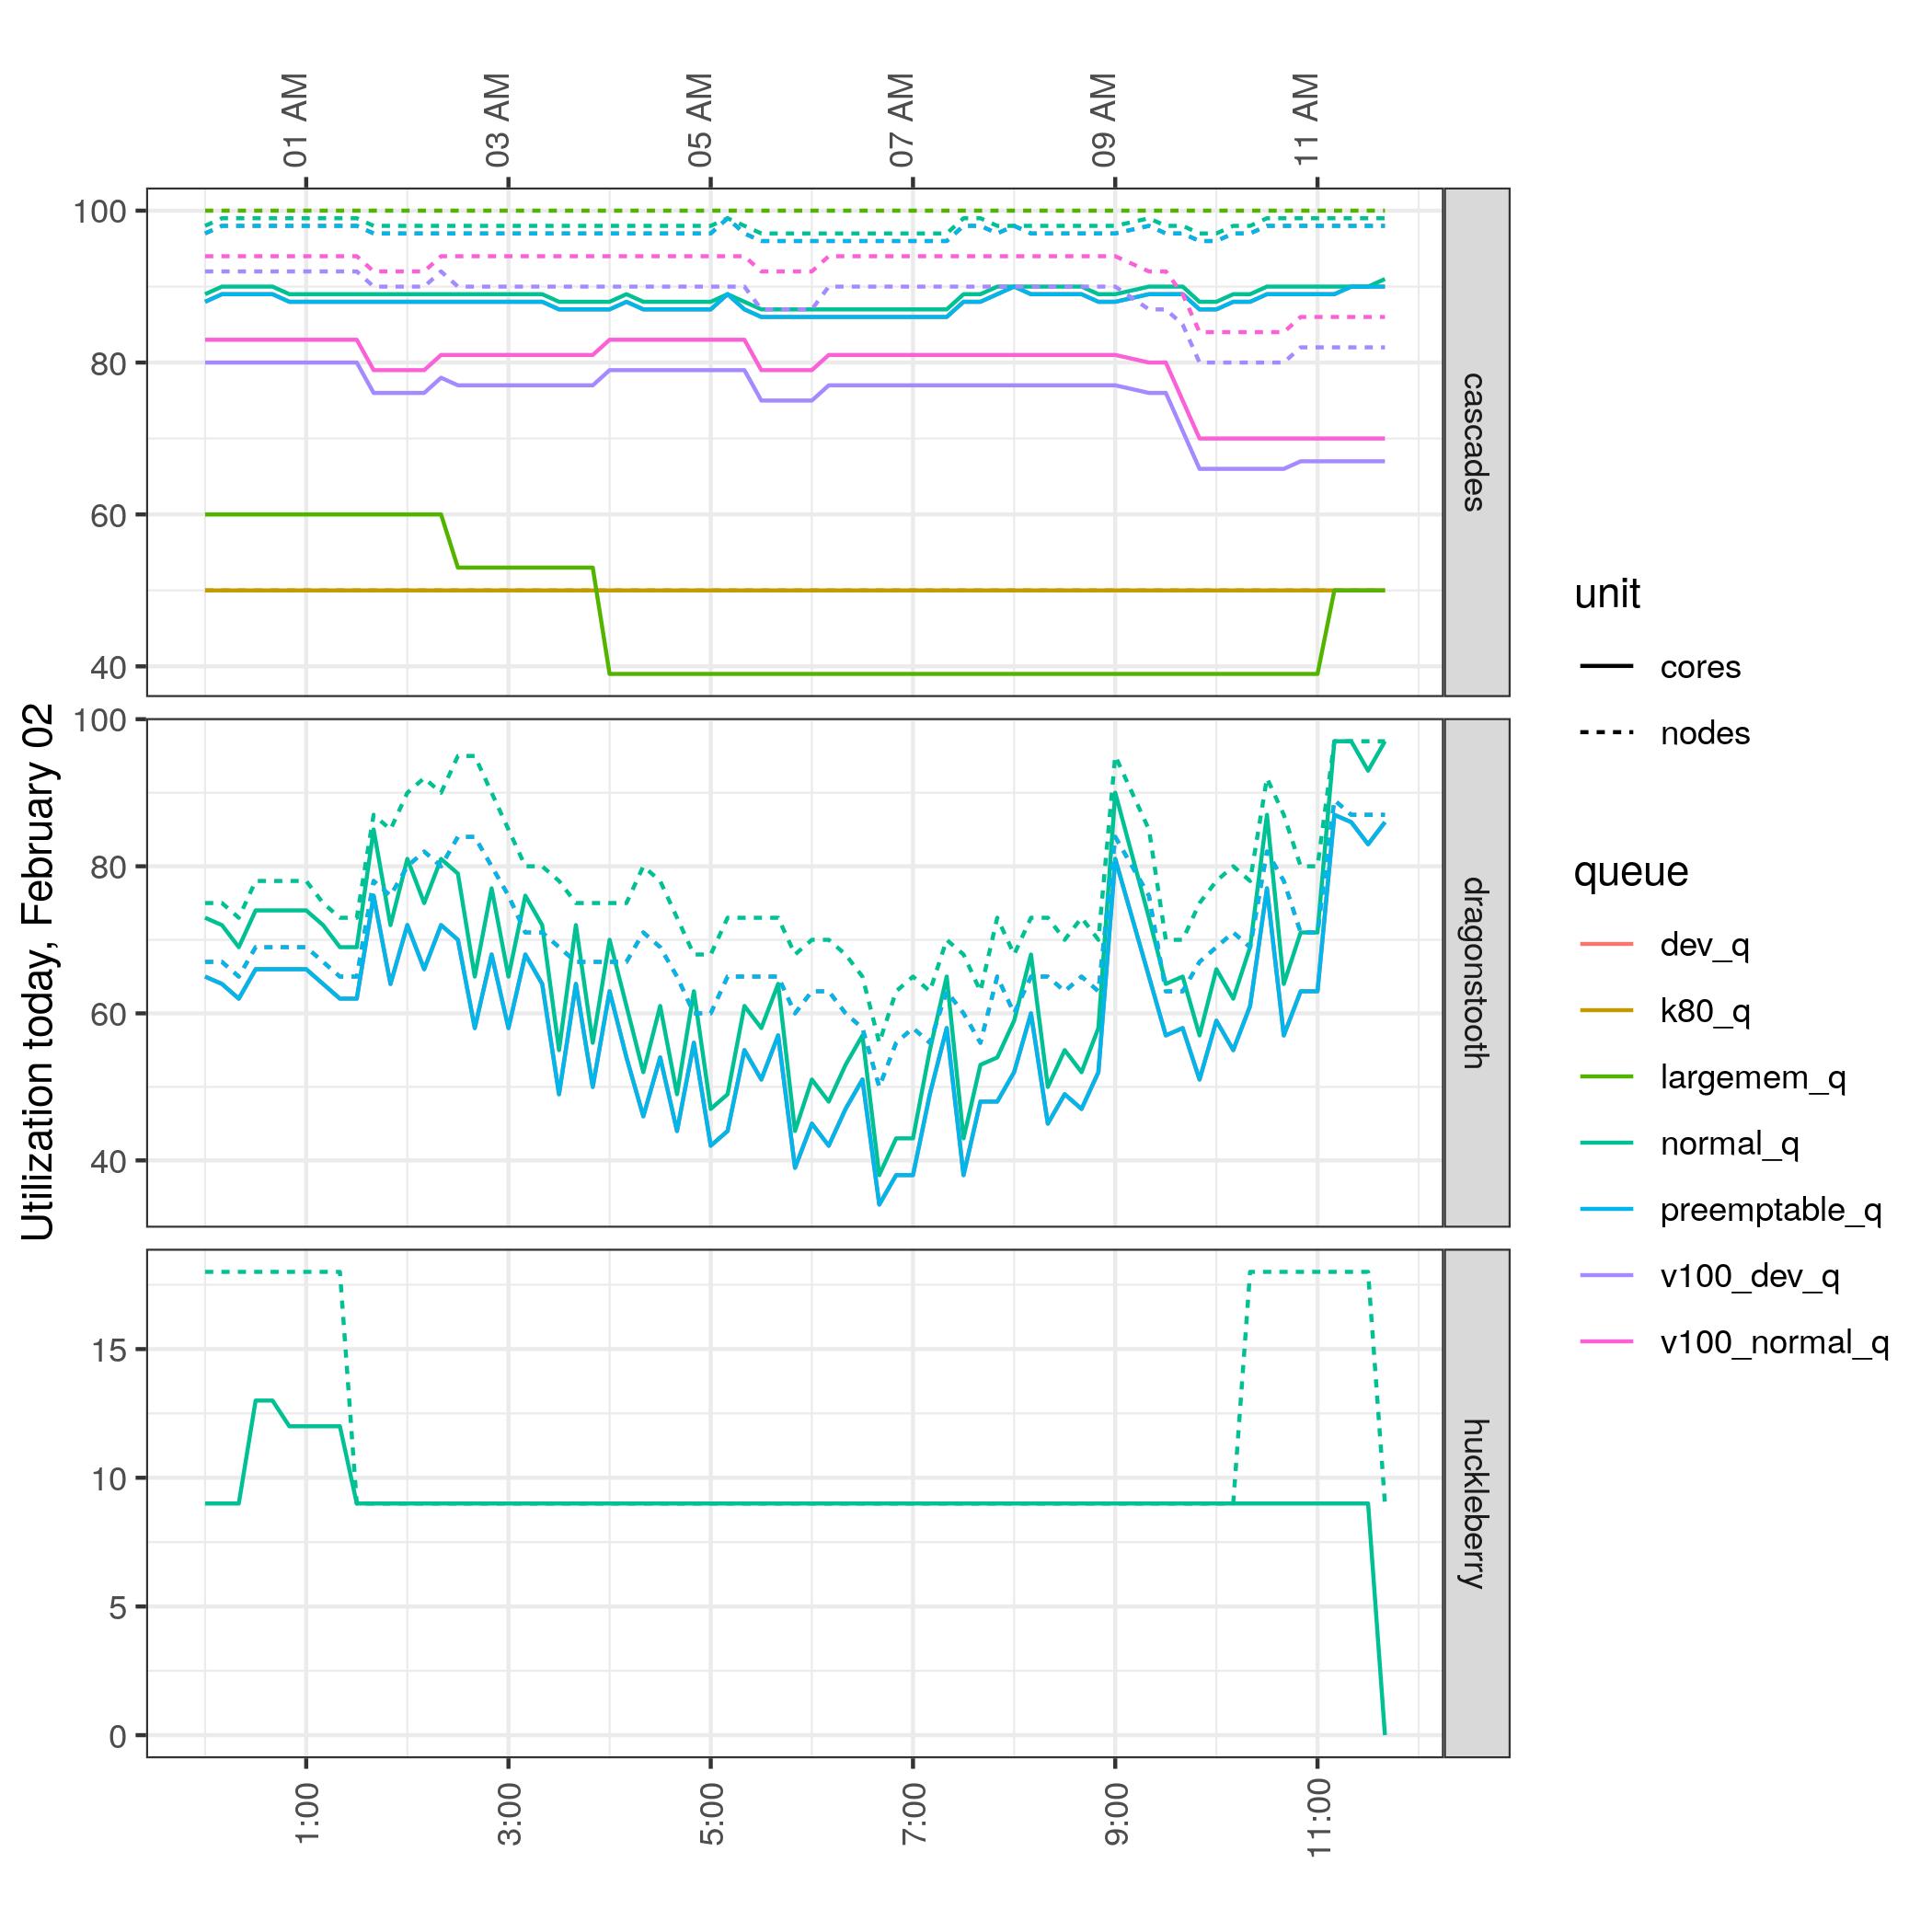 01 AM
03 AM
05 AM
07 AM
09 AM
11 AM
Utilization today, February 02
100
80
60
40
cascades
100
80
60
40
dragonstooth
15
10
5
0
huckleberry
1:00
3:00
5:00
7:00
9:00
11:00
unit
cores
nodes
queue
dev_q
k80_q
largemem_q
normal_q
preemptable_q
v100_dev_q
v100_normal_q